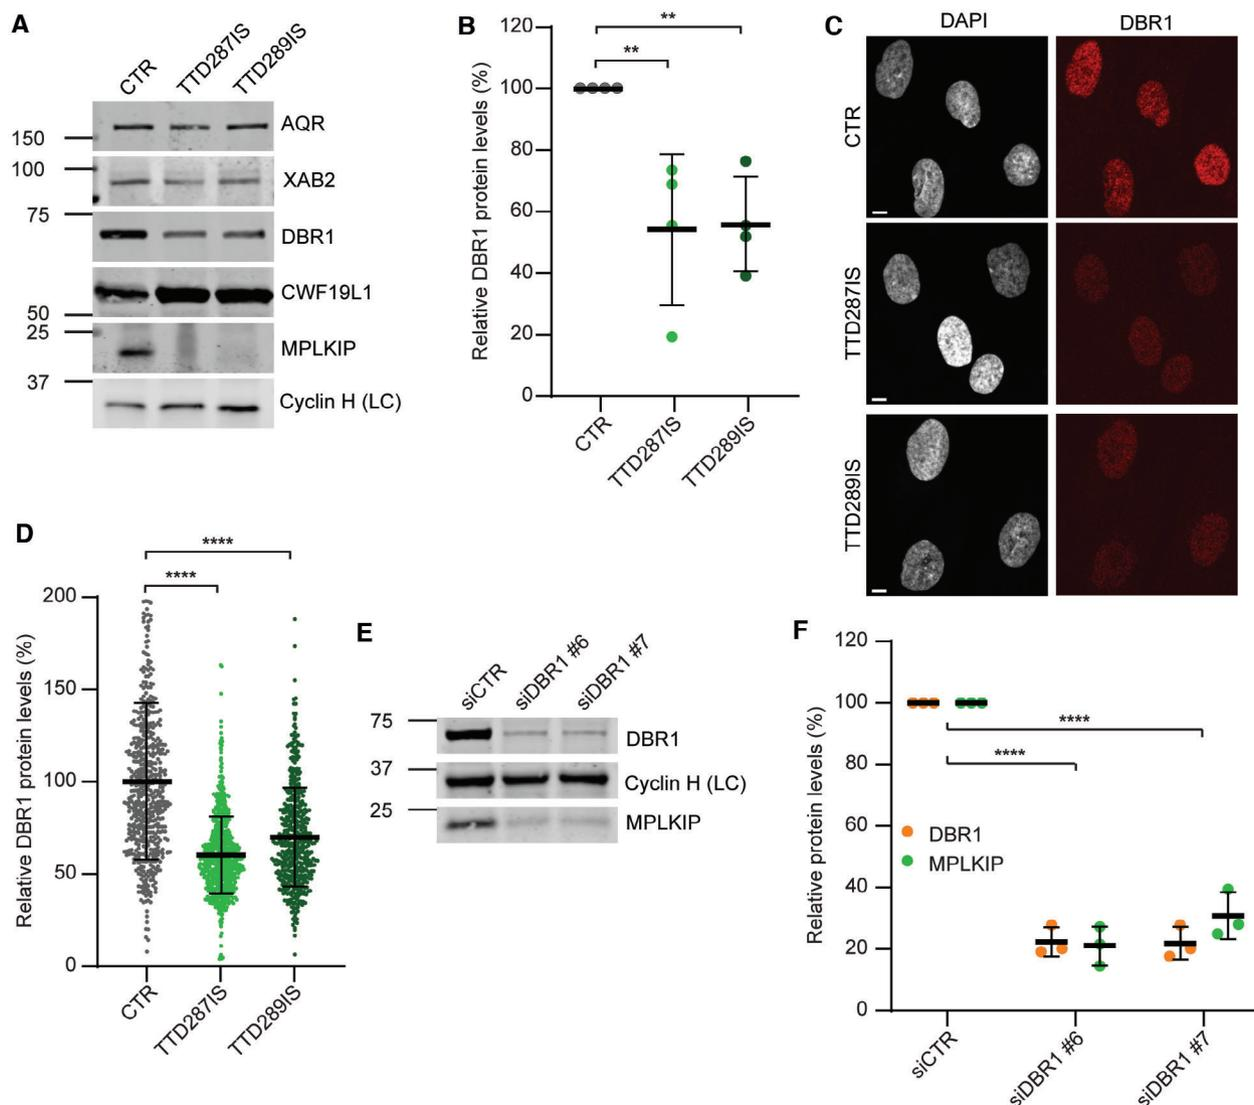 A
CTR
TTD287IS
TTD289IS
150
AQR
100
XAB2
75
DBR1
CWF19L1
50
25
MPLKIP
37
Cyclin H (LC)
B
Relative DBR1 protein levels (%)
120
100
80
60
40
20
0
**
**
CTR
TTD287IS
TTD289IS
C
DAPI
DBR1
CTR
TTD287IS
TTD289IS
D
Relative DBR1 protein levels (%)
200
150
100
50
0
****
****
CTR
TTD287IS
TTD289IS
E
siCTR
siDBR1 #6
siDBR1 #7
75
DBR1
37
Cyclin H (LC)
25
MPLKIP
F
Relative protein levels (%)
120
100
80
60
40
20
0
****
****
DBR1
MPLKIP
siCTR
siDBR1 #6
siDBR1 #7